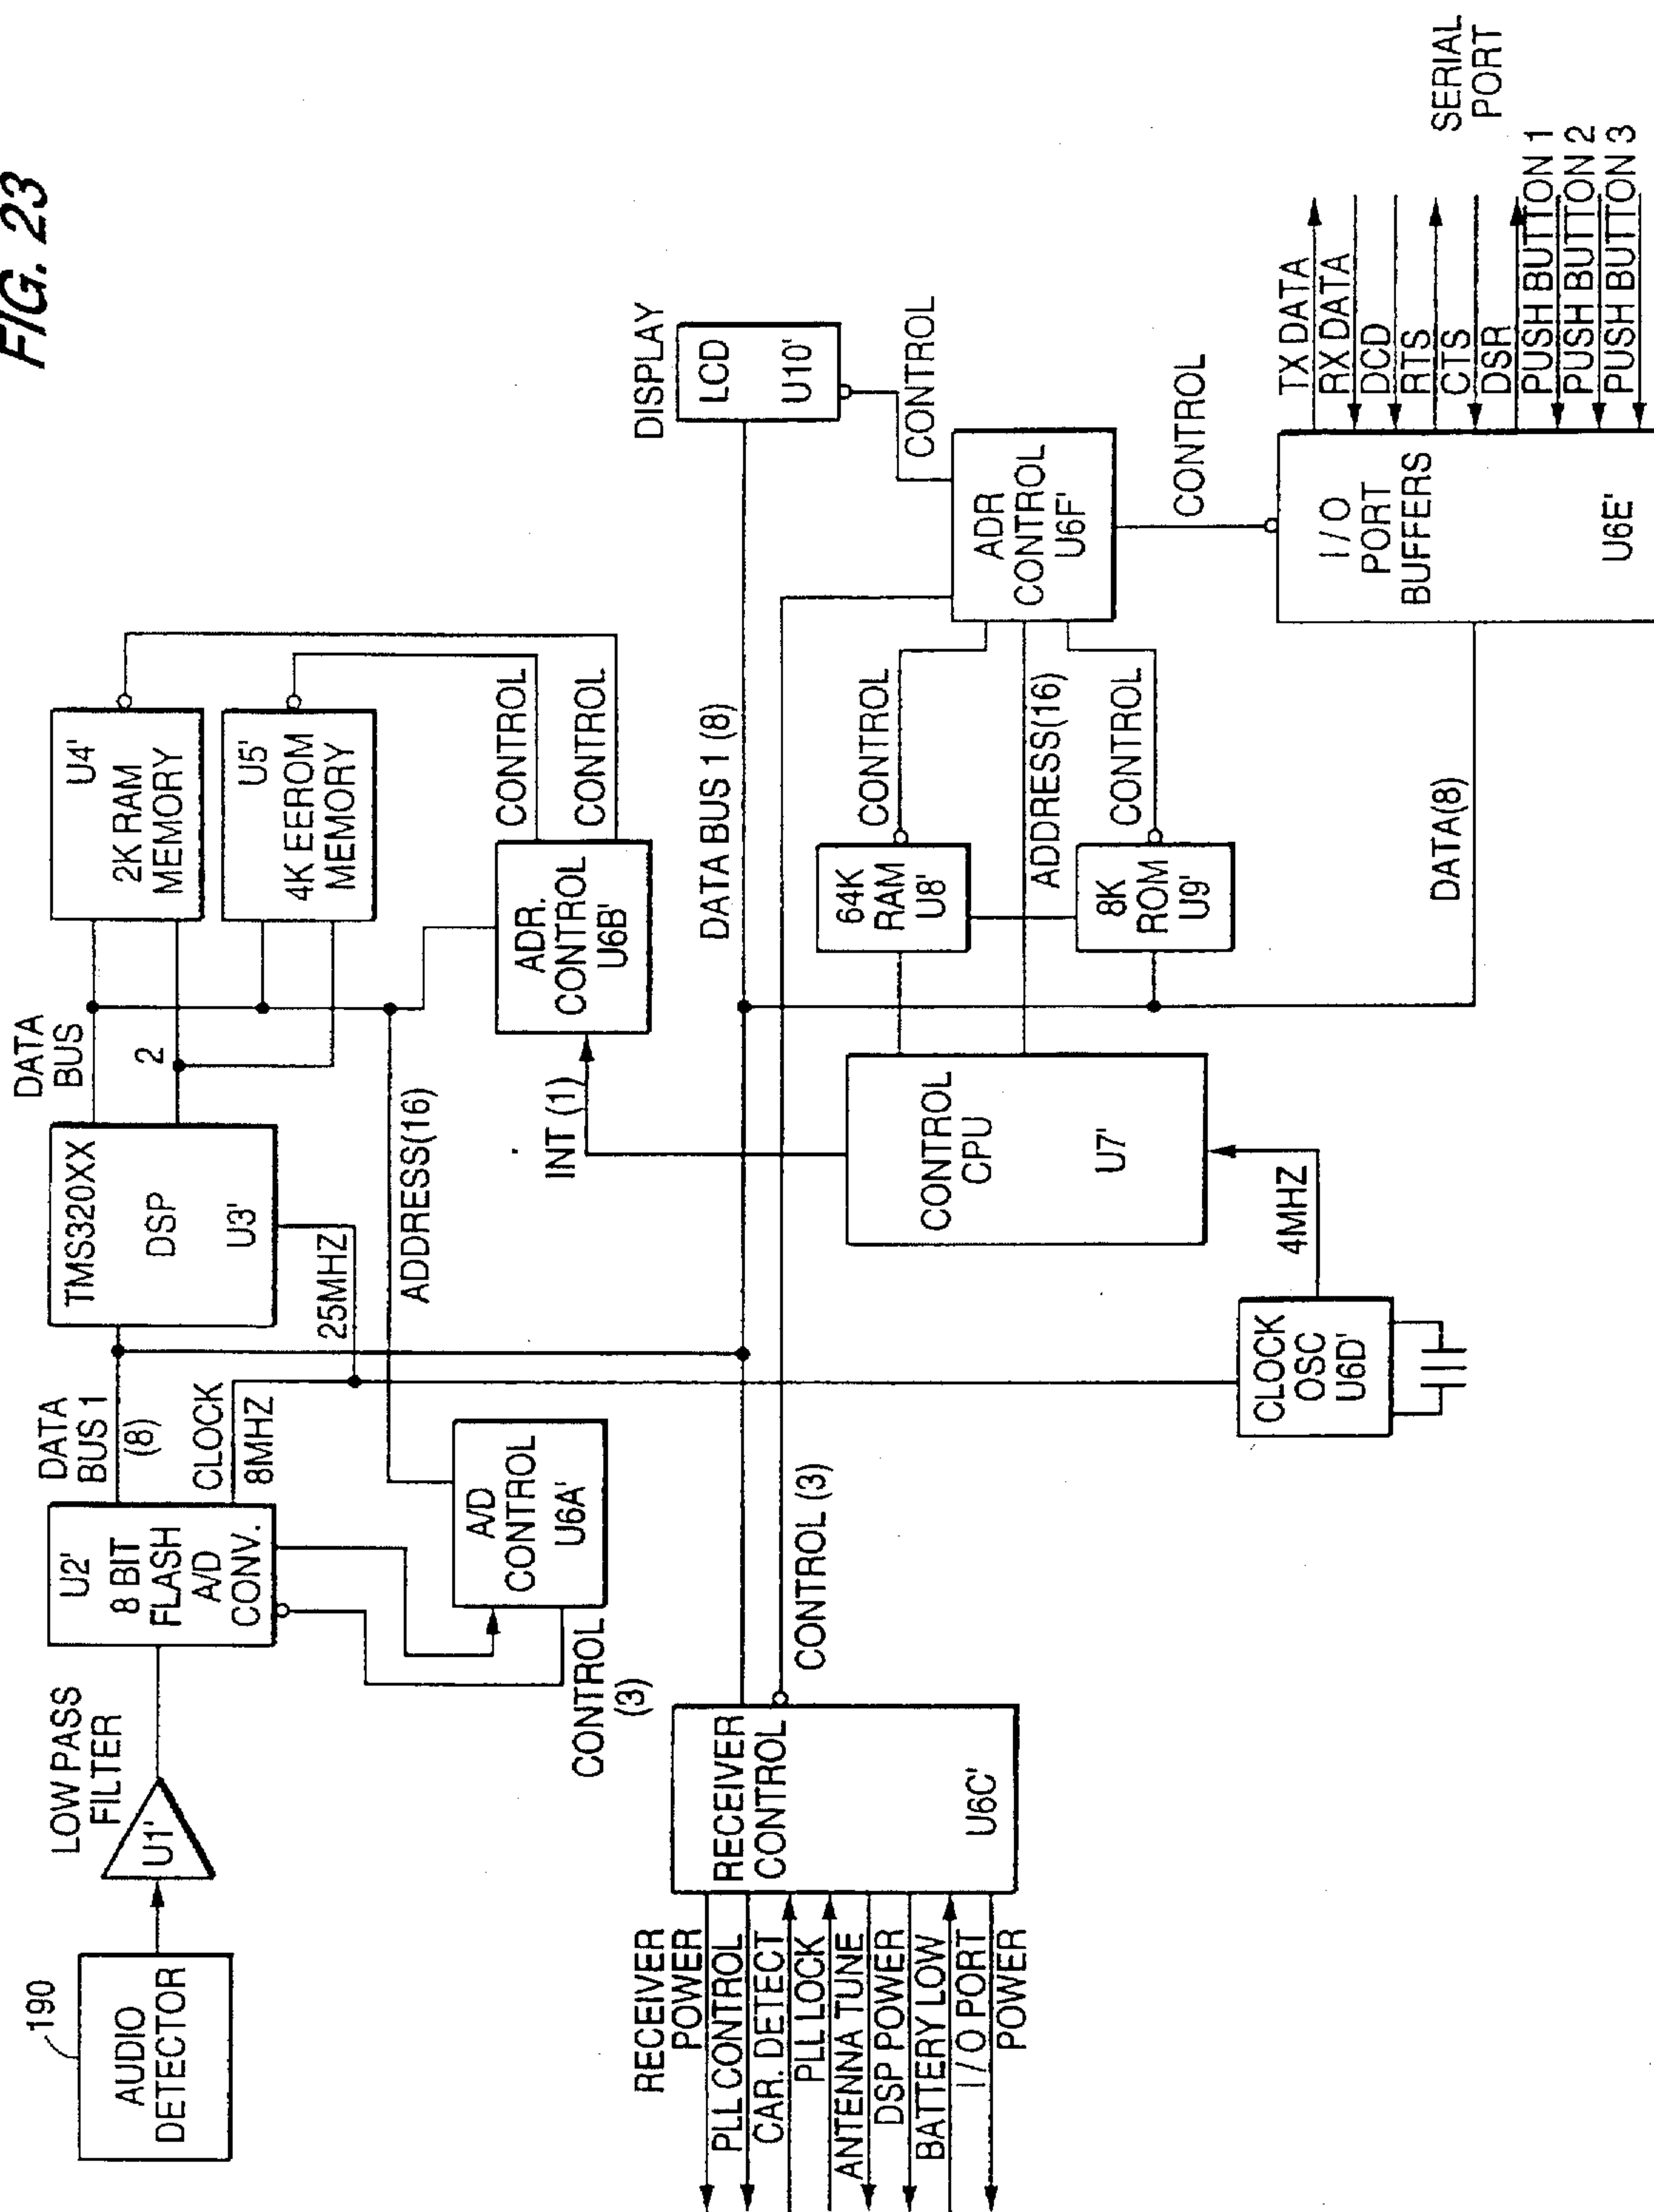 FIG. 23
190
AUDIO
DETECTOR
LOW PASS
FILTER
U1'
U2'
8 BIT
FLASH
A/D
CONV.
DATA
BUS 1
(8)
CLOCK
8MHZ
TMS320XX
DSP
U3'
25MHZ
DATA
BUS
2
U4'
2K RAM
MEMORY
U5'
4K EEROM
MEMORY
A/D
CONTROL
U6A'
CONTROL
(3)
ADDRESS(16)
INT (1)
ADR.
CONTROL
U6B'
CONTROL
CONTROL
DISPLAY
LCD
U10'
DATA BUS 1 (8)
CONTROL
RECEIVER
CONTROL
U6C'
RECEIVER
POWER
PLL CONTROL
CAR. DETECT
PLL LOCK
ANTENNA TUNE
DSP POWER
BATTERY LOW
I/O PORT
POWER
CONTROL (3)
CONTROL
CPU
U7'
64K
RAM
U8'
CONTROL
ADDRESS(16)
8K
ROM
U9'
CONTROL
ADR
CONTROL
U6F'
CONTROL
CLOCK
OSC
U6D'
4MHZ
DATA(8)
I/O
PORT
BUFFERS
U6E'
TX DATA
RX DATA
DCD
RTS
CTS
DSR
PUSH BUTTON 1
PUSH BUTTON 2
PUSH BUTTON 3
SERIAL
PORT